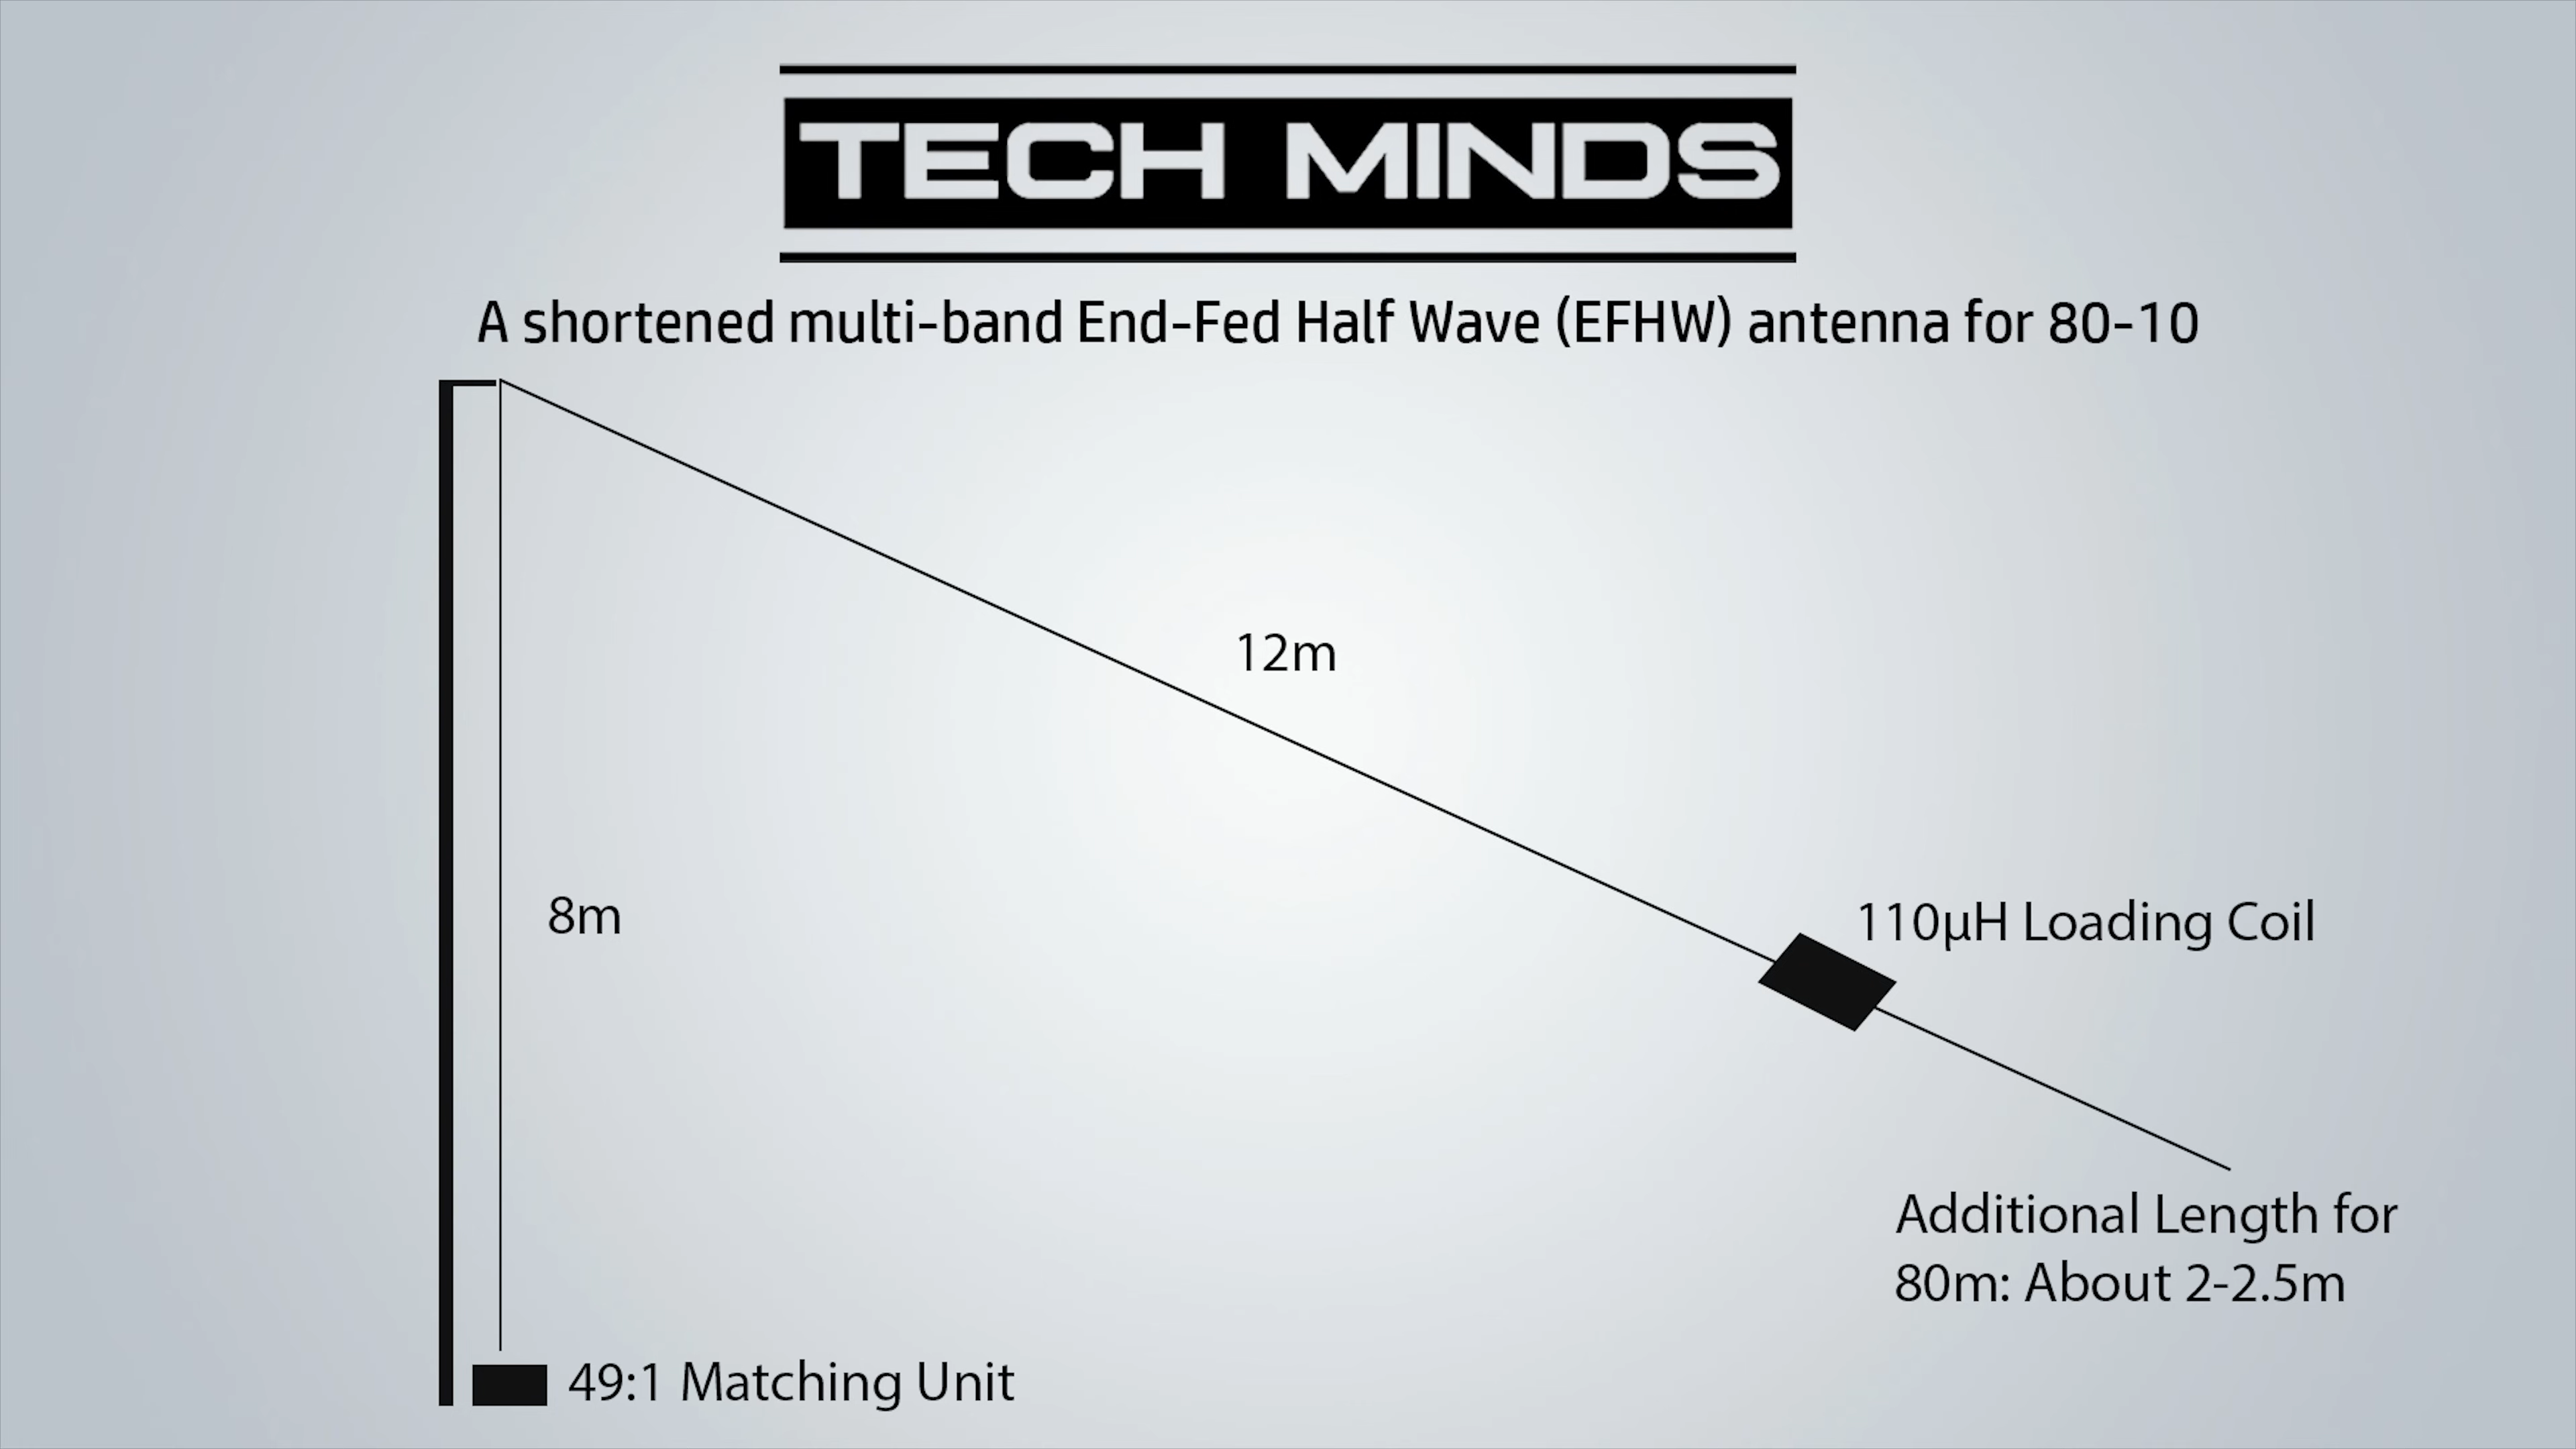 TECH MINDS
A shortened multi-band End-Fed Half Wave (EFHW) antenna for 80-10
12m
8m
110µH Loading Coil
Additional Length for
80m: About 2-2.5m
49:1 Matching Unit